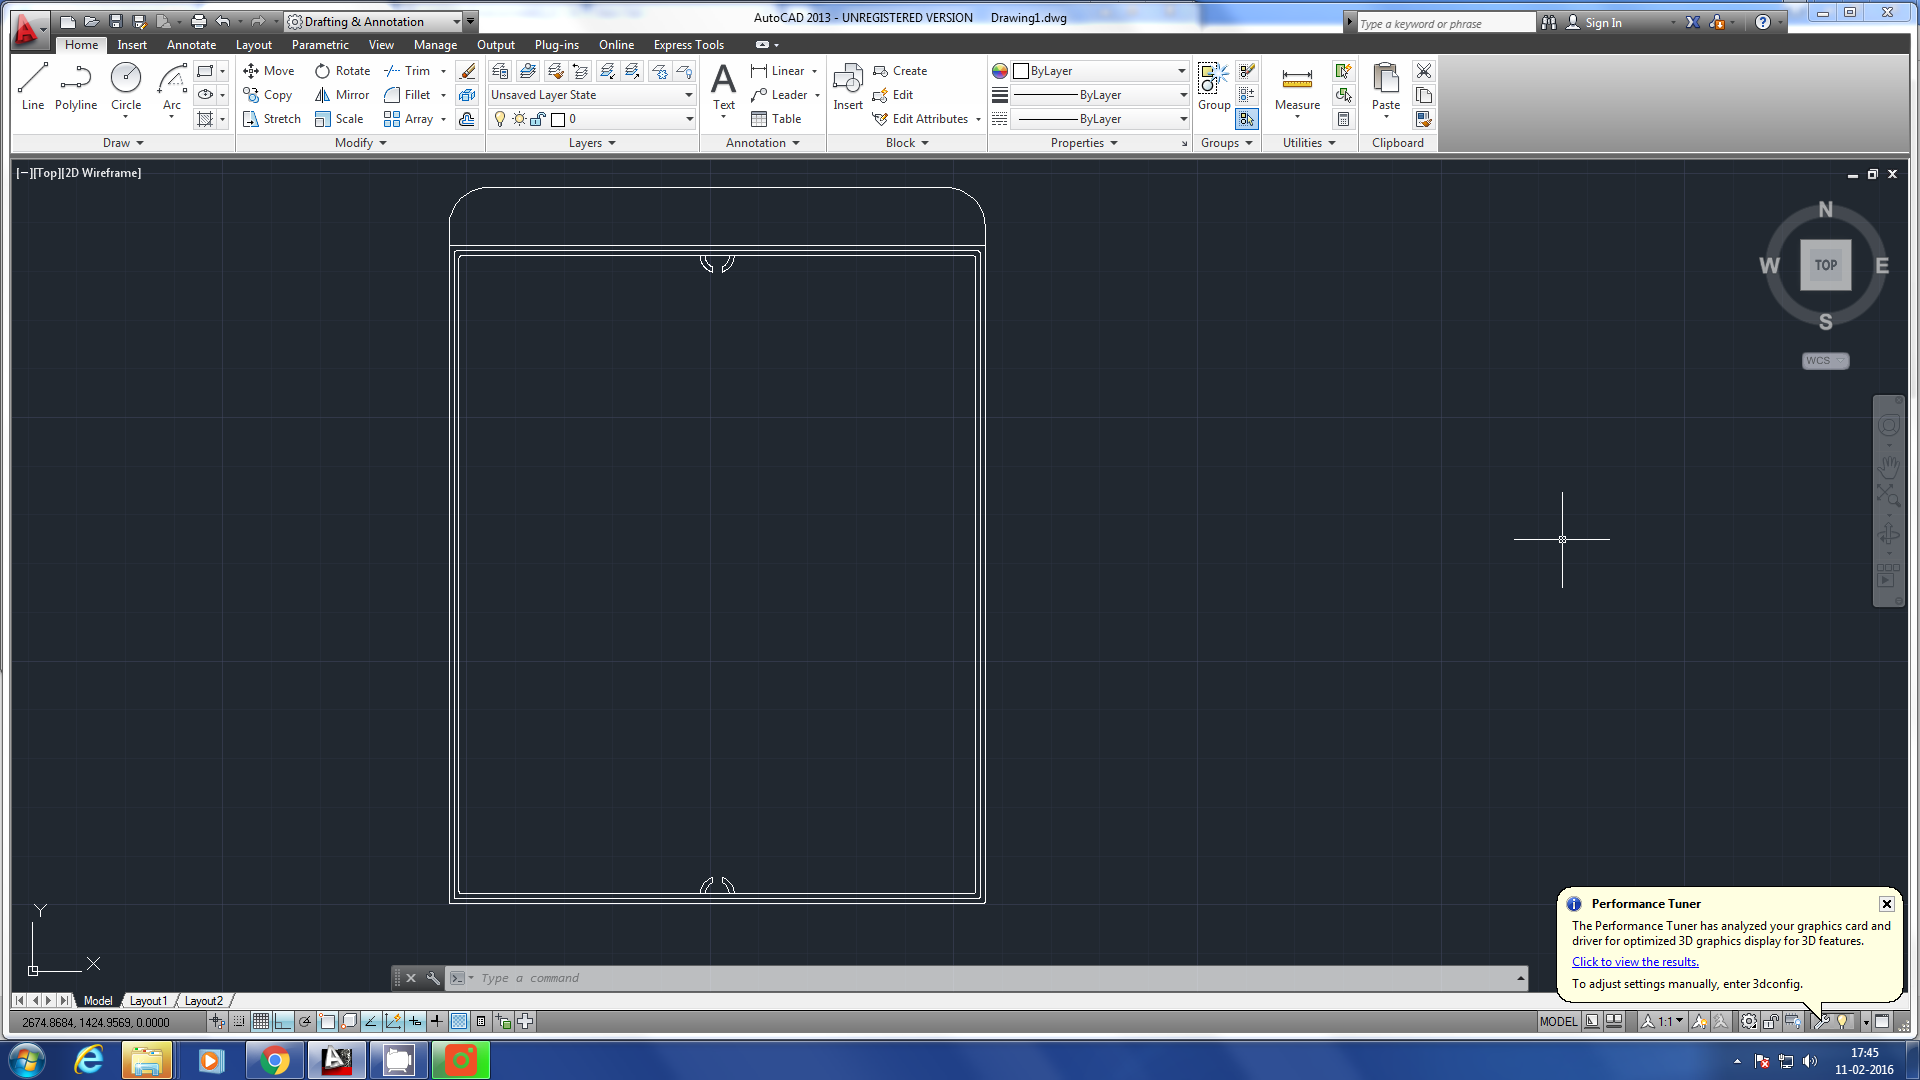 Drafting & Annotation
AutoCAD 2013 - UNREGISTERED VERSION Drawing1.dwg
Type a keyword or phrase
Sign In
Home Insert Annotate Layout Parametric View Manage Output Plug-ins Online Express Tools
Line Polyline Circle Arc
Move Rotate Trim
Copy Mirror Fillet
Stretch Scale Array
Unsaved Layer State
0
Text
Linear
Leader
Table
Insert
Create
Edit
Edit Attributes
ByLayer
ByLayer
ByLayer
Group
Measure
Paste
Draw Modify Layers Annotation Block Properties Groups Utilities Clipboard
[−][Top][2D Wireframe]
N
W TOP E
S
WCS
Y
X
Type a command
Performance Tuner
The Performance Tuner has analyzed your graphics card and
driver for optimized 3D graphics display for 3D features.
Click to view the results.
To adjust settings manually, enter 3dconfig.
Model Layout1 Layout2
2674.8684, 1424.9569, 0.0000
MODEL
1:1
17:45
11-02-2016